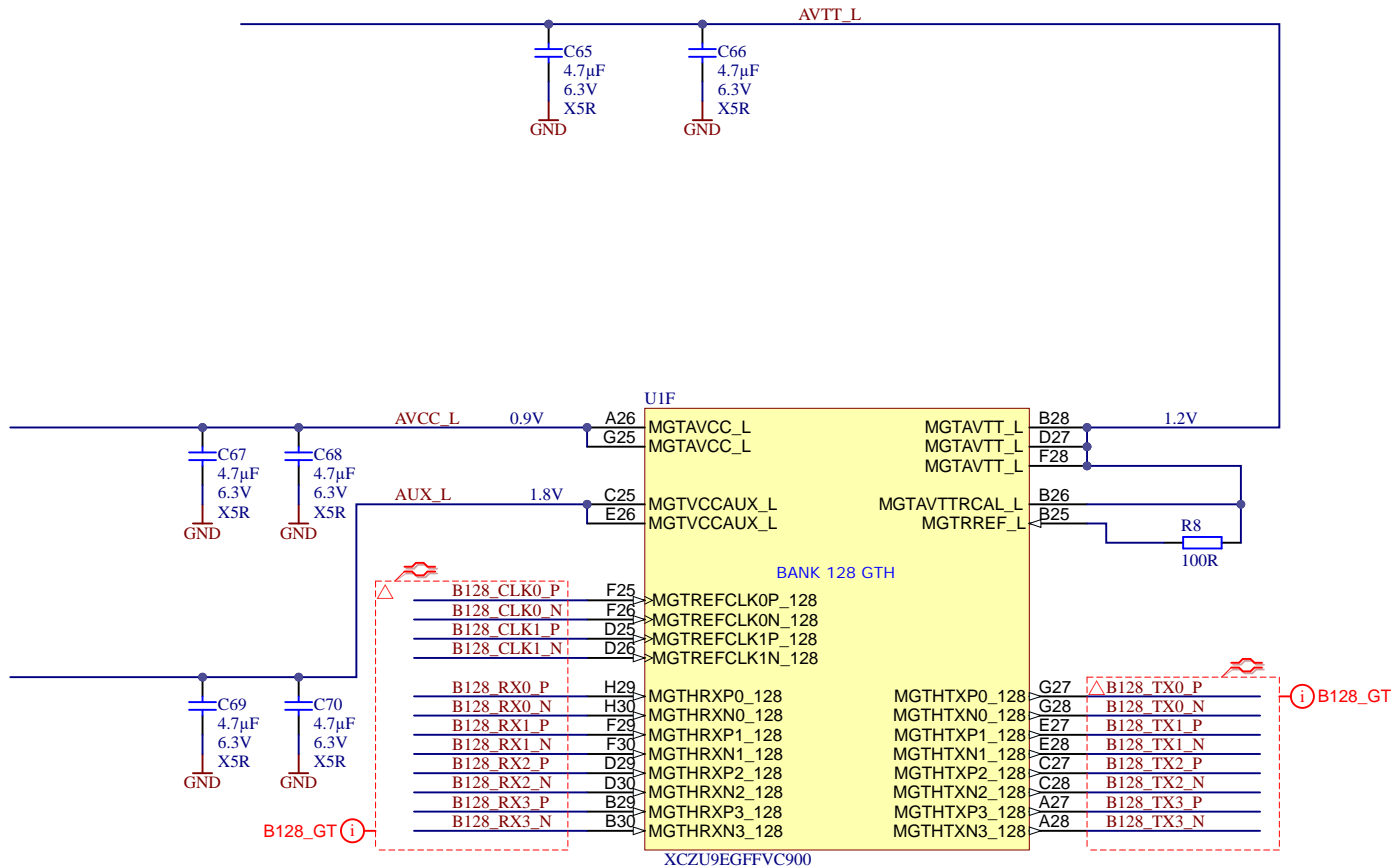 AVTT_L
C65
4.7µF
6.3V
X5R
GND
C66
4.7µF
6.3V
X5R
GND
U1F
AVCC_L 0.9V
A26 MGTAVCC_L
G25 MGTAVCC_L
C67
4.7µF
6.3V
X5R
GND
C68
4.7µF
6.3V
X5R
GND
AUX_L 1.8V
C25 MGTVCCAUX_L
E26 MGTVCCAUX_L
MGTAVTT_L B28 1.2V
MGTAVTT_L D27
MGTAVTT_L F28
MGTAVTTRCAL_L B26
MGTRREF_L B25
R8
100R
BANK 128 GTH
B128_CLK0_P F25 MGTREFCLK0P_128
B128_CLK0_N F26 MGTREFCLK0N_128
B128_CLK1_P D25 MGTREFCLK1P_128
B128_CLK1_N D26 MGTREFCLK1N_128
C69
4.7µF
6.3V
X5R
GND
C70
4.7µF
6.3V
X5R
GND
B128_RX0_P H29 MGTHRXP0_128
B128_RX0_N H30 MGTHRXN0_128
B128_RX1_P F29 MGTHRXP1_128
B128_RX1_N F30 MGTHRXN1_128
B128_RX2_P D29 MGTHRXP2_128
B128_RX2_N D30 MGTHRXN2_128
B128_RX3_P B29 MGTHRXP3_128
B128_RX3_N B30 MGTHRXN3_128
B128_GT i
MGTHTXP0_128 G27 B128_TX0_P
MGTHTXN0_128 G28 B128_TX0_N
MGTHTXP1_128 E27 B128_TX1_P
MGTHTXN1_128 E28 B128_TX1_N
MGTHTXP2_128 C27 B128_TX2_P
MGTHTXN2_128 C28 B128_TX2_N
MGTHTXP3_128 A27 B128_TX3_P
MGTHTXN3_128 A28 B128_TX3_N
i B128_GT
XCZU9EGFFVC900